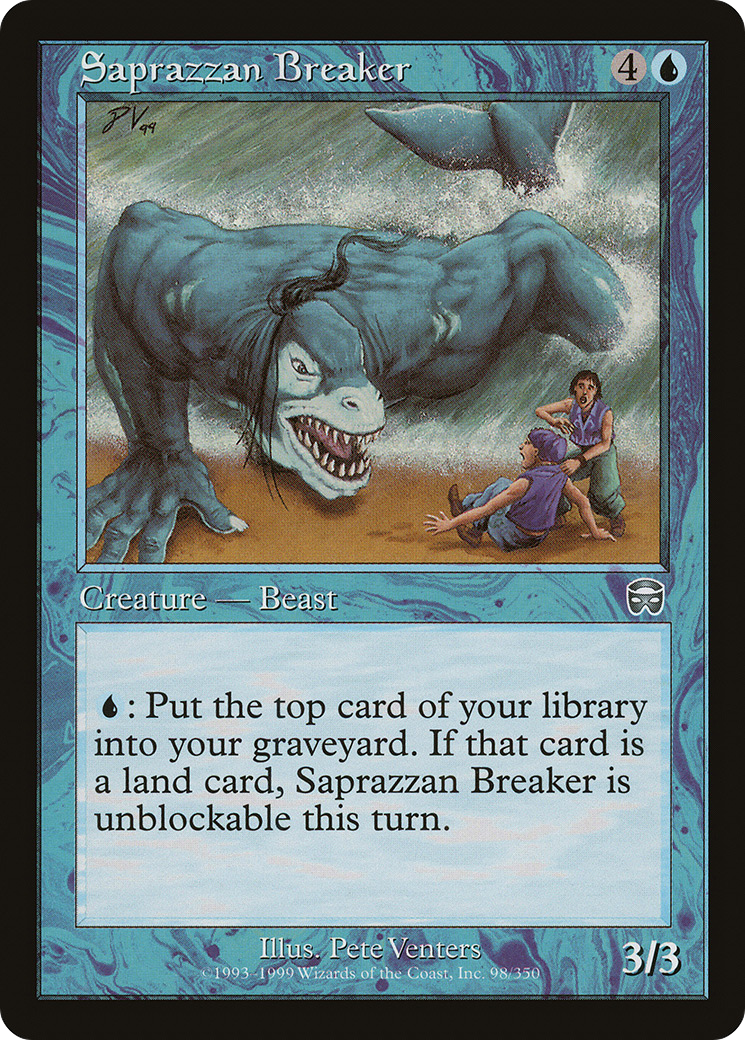 Saprazzan Breaker 4
PV 99
Creature — Beast
: Put the top card of your library
into your graveyard. If that card is
a land card, Saprazzan Breaker is
unblockable this turn.
Illus. Pete Venters
©1993-1999 Wizards of the Coast, Inc. 98/350
3/3